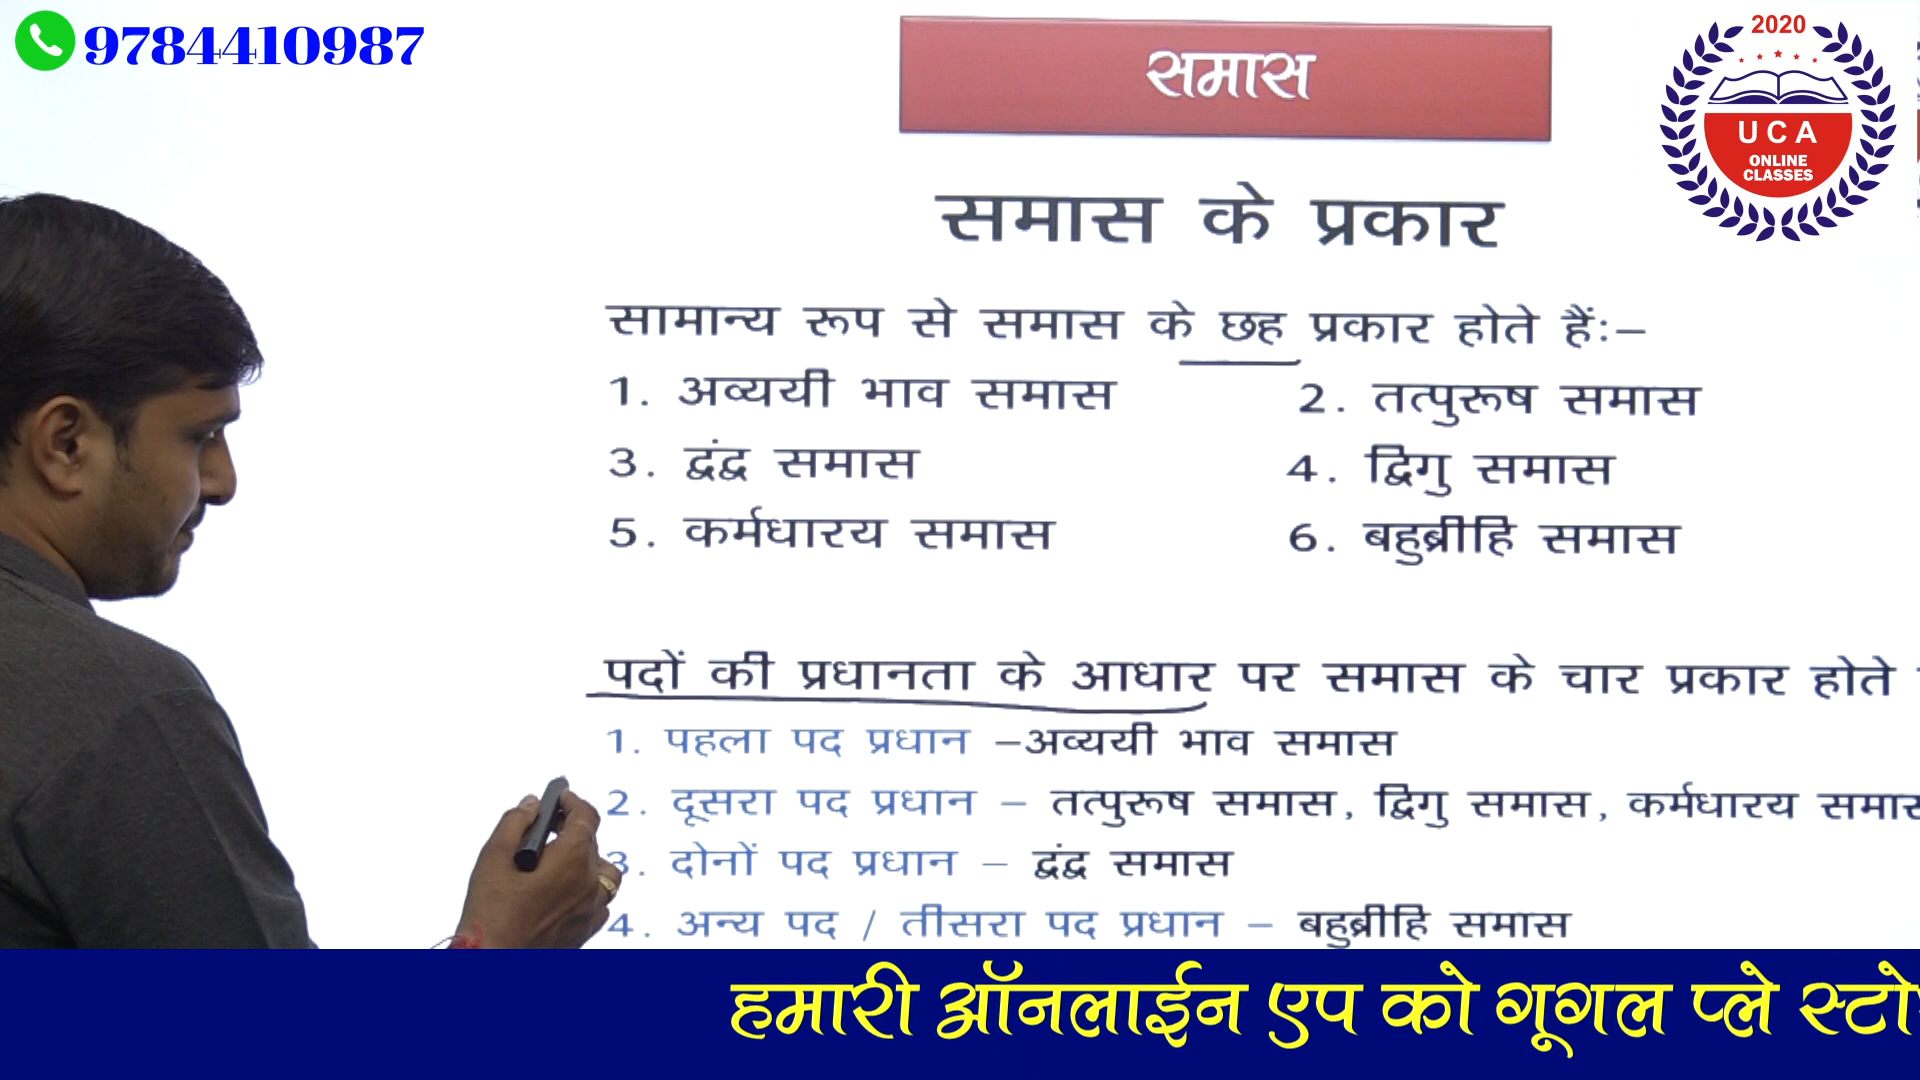 9784410987
समास
2020
U C A
ONLINE
CLASSES
समास के प्रकार
सामान्य रूप से समास के छह प्रकार होते हैं:–
1. अव्ययी भाव समास 2. तत्पुरूष समास
3. द्वंद्व समास 4. द्विगु समास
5. कर्मधारय समास 6. बहुब्रीहि समास
पदों की प्रधानता के आधार पर समास के चार प्रकार होते
1. पहला पद प्रधान –अव्ययी भाव समास
2. दूसरा पद प्रधान – तत्पुरूष समास, द्विगु समास, कर्मधारय समास
3. दोनों पद प्रधान – द्वंद्व समास
4. अन्य पद / तीसरा पद प्रधान – बहुब्रीहि समास
हमारी ऑनलाईन एप को गूगल प्ले